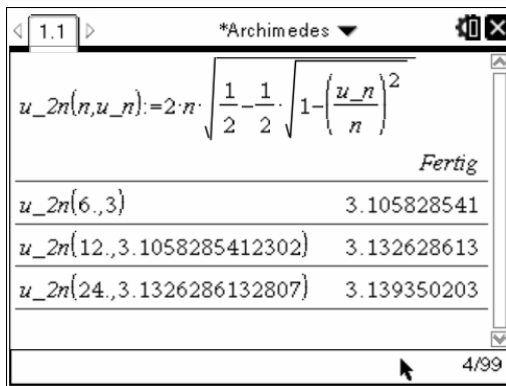 1.1 *Archimedes
u_2n(n,u_n):=2·n·√(1/2-1/2·√(1-(u_n/n)^2))
Fertig
u_2n(6.,3) 3.105828541
u_2n(12.,3.1058285412302) 3.132628613
u_2n(24.,3.1326286132807) 3.139350203
4/99